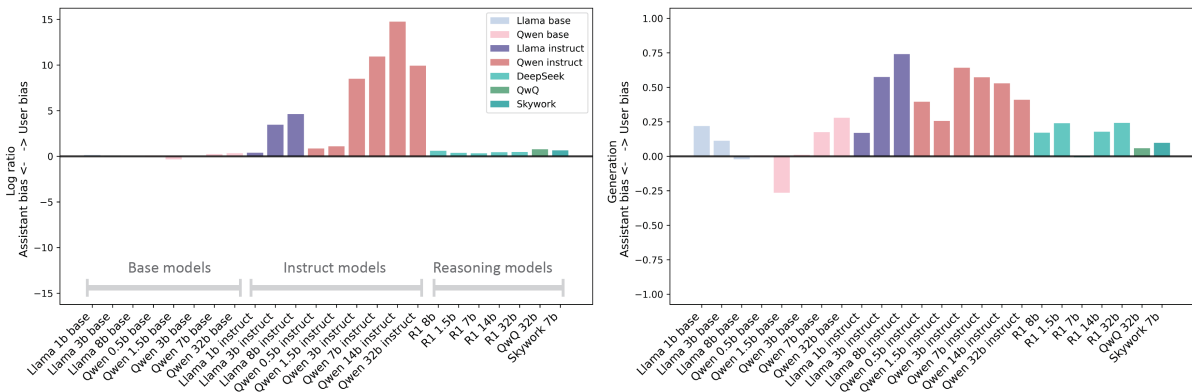 Log ratio
Assistant bias <- -> User bias
15
10
5
0
−5
−10
−15
Llama base
Qwen base
Llama instruct
Qwen instruct
DeepSeek
QwQ
Skywork
Base models
Instruct models
Reasoning models
Llama 1b base
Llama 3b base
Llama 8b base
Qwen 0.5b base
Qwen 1.5b base
Qwen 3b base
Qwen 7b base
Qwen 32b base
Llama 1b instruct
Llama 3b instruct
Llama 8b instruct
Qwen 0.5b instruct
Qwen 1.5b instruct
Qwen 3b instruct
Qwen 7b instruct
Qwen 14b instruct
Qwen 32b instruct
R1 8b
R1 1.5b
R1 7b
R1 14b
R1 32b
QwQ 32b
Skywork 7b
Generation
Assistant bias <- -> User bias
1.00
0.75
0.50
0.25
0.00
−0.25
−0.50
−0.75
−1.00
Llama 1b base
Llama 3b base
Llama 8b base
Qwen 0.5b base
Qwen 1.5b base
Qwen 3b base
Qwen 7b base
Qwen 32b base
Llama 1b instruct
Llama 3b instruct
Llama 8b instruct
Qwen 0.5b instruct
Qwen 1.5b instruct
Qwen 3b instruct
Qwen 7b instruct
Qwen 14b instruct
Qwen 32b instruct
R1 8b
R1 1.5b
R1 7b
R1 14b
R1 32b
QwQ 32b
Skywork 7b